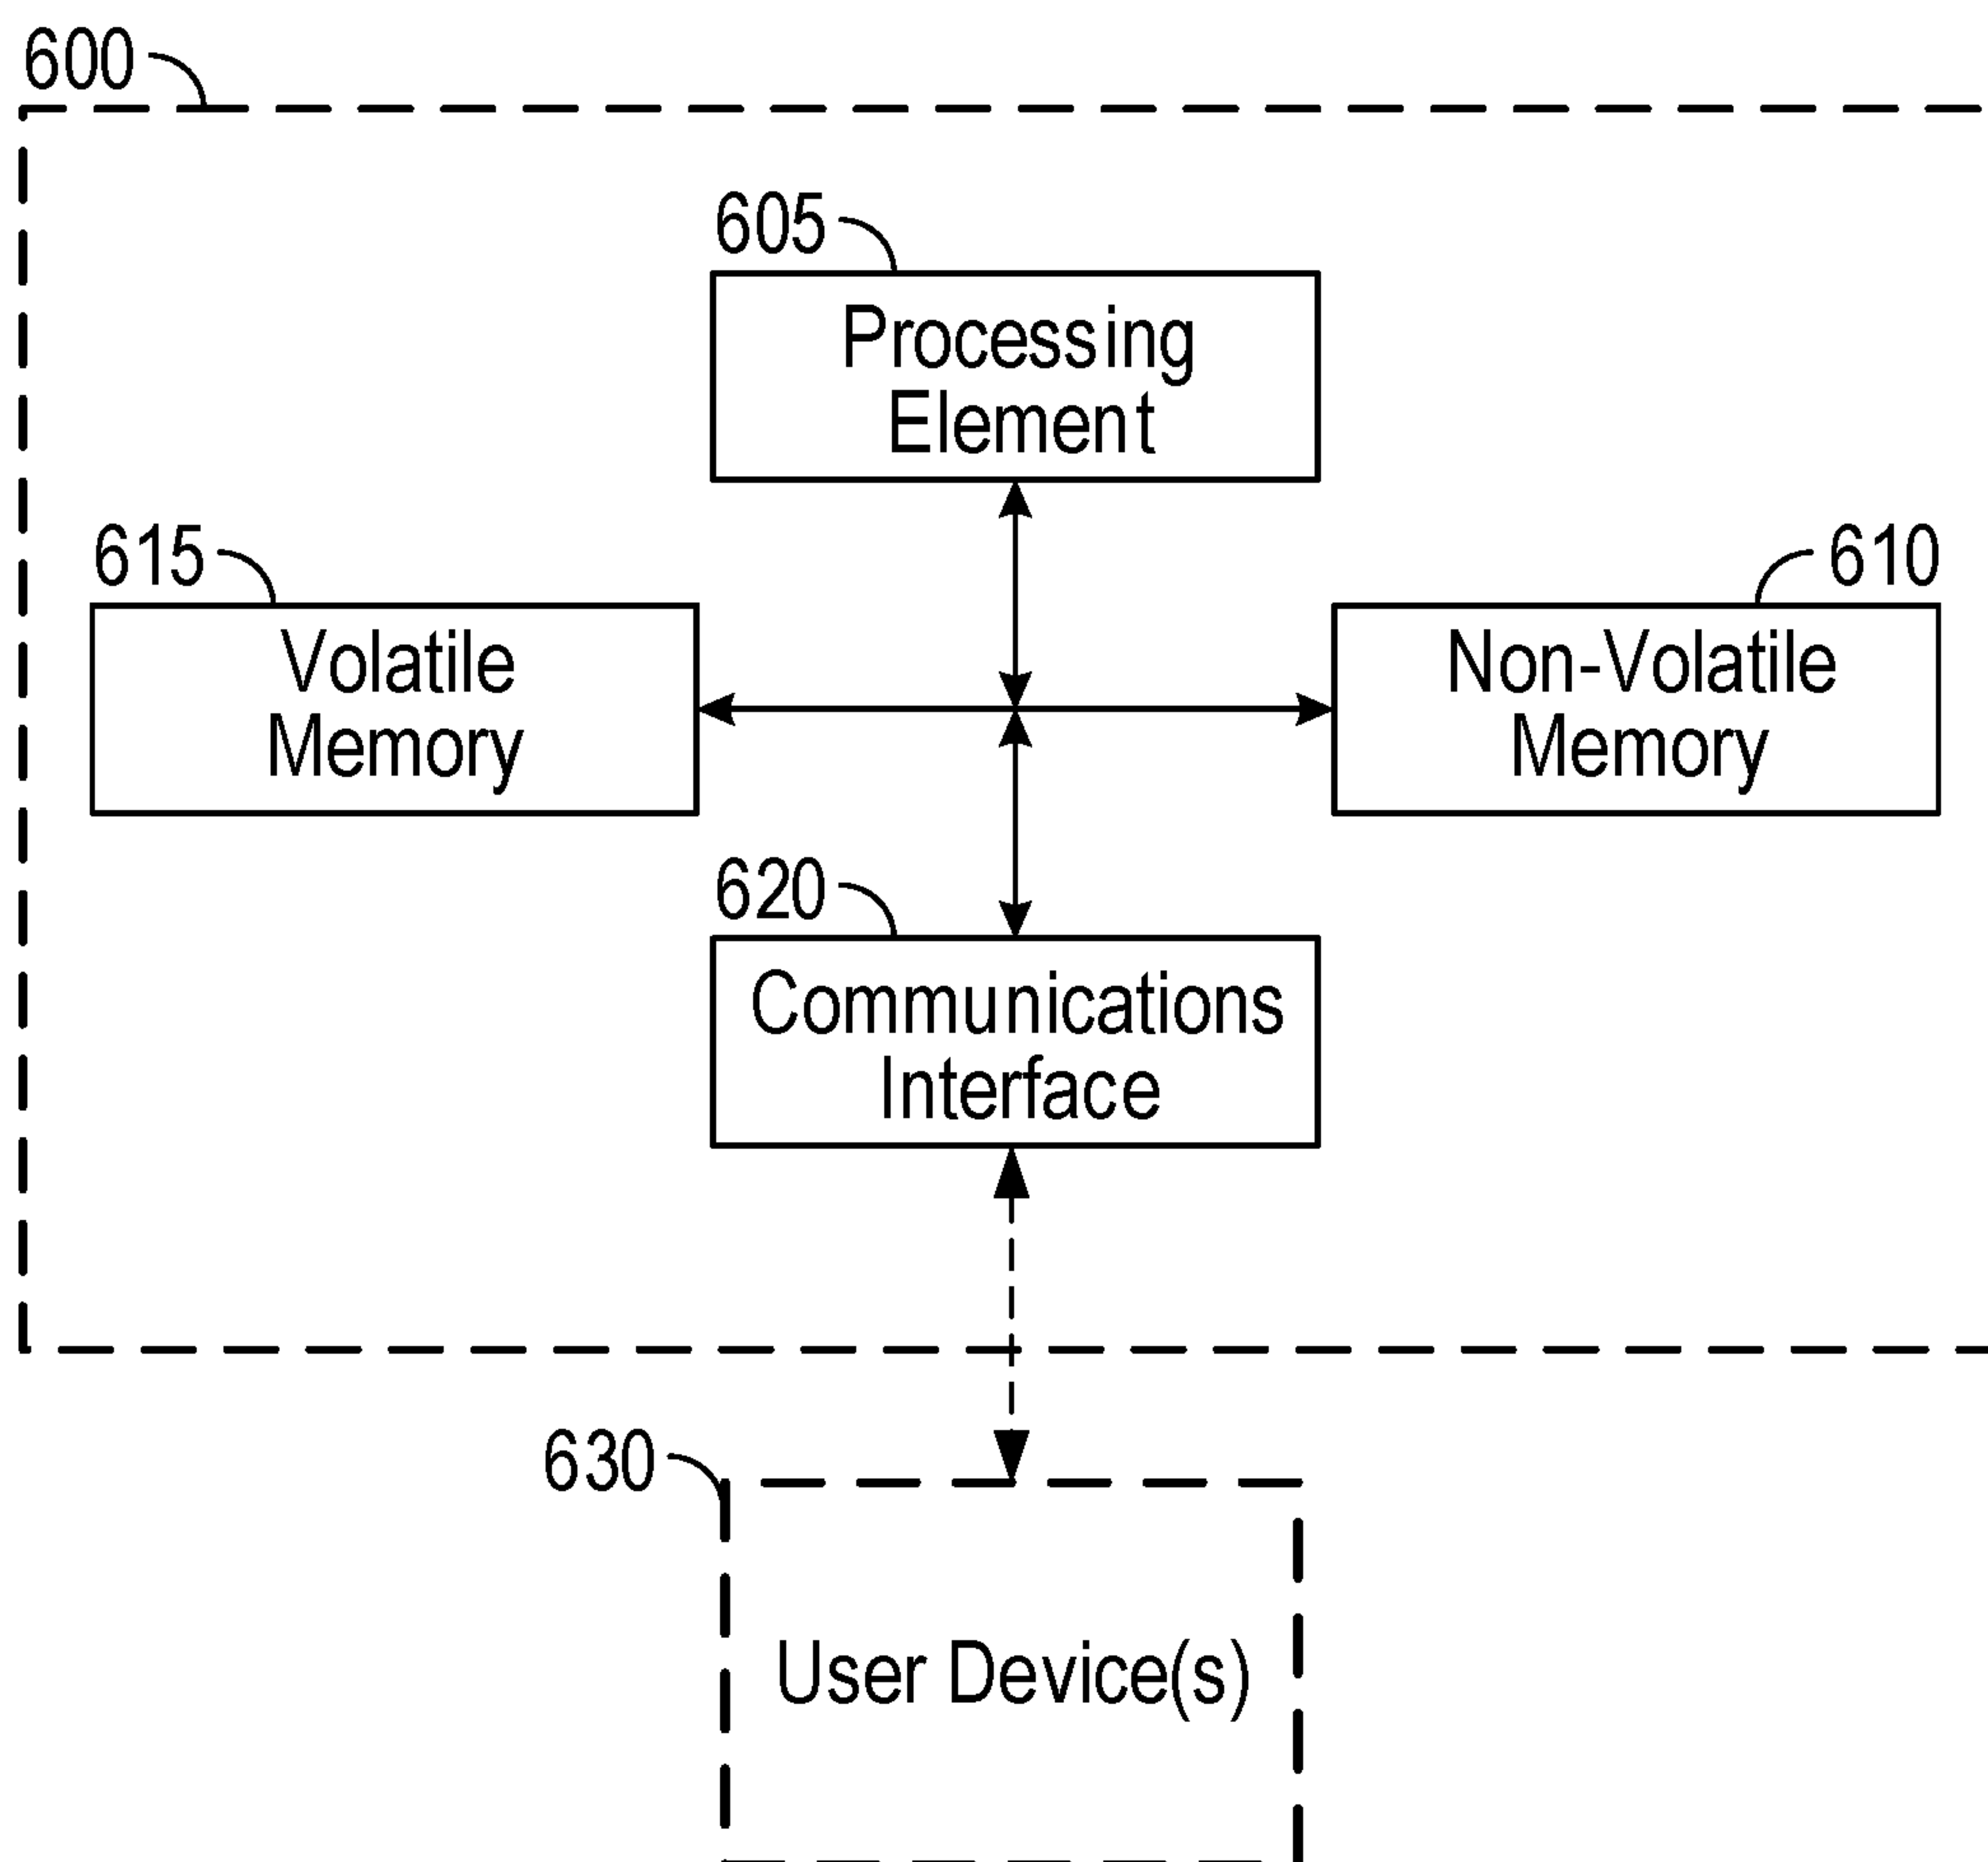 600
605
Processing
Element
615
610
Volatile
Memory
Non-Volatile
Memory
620
Communications
Interface
630
User Device(s)